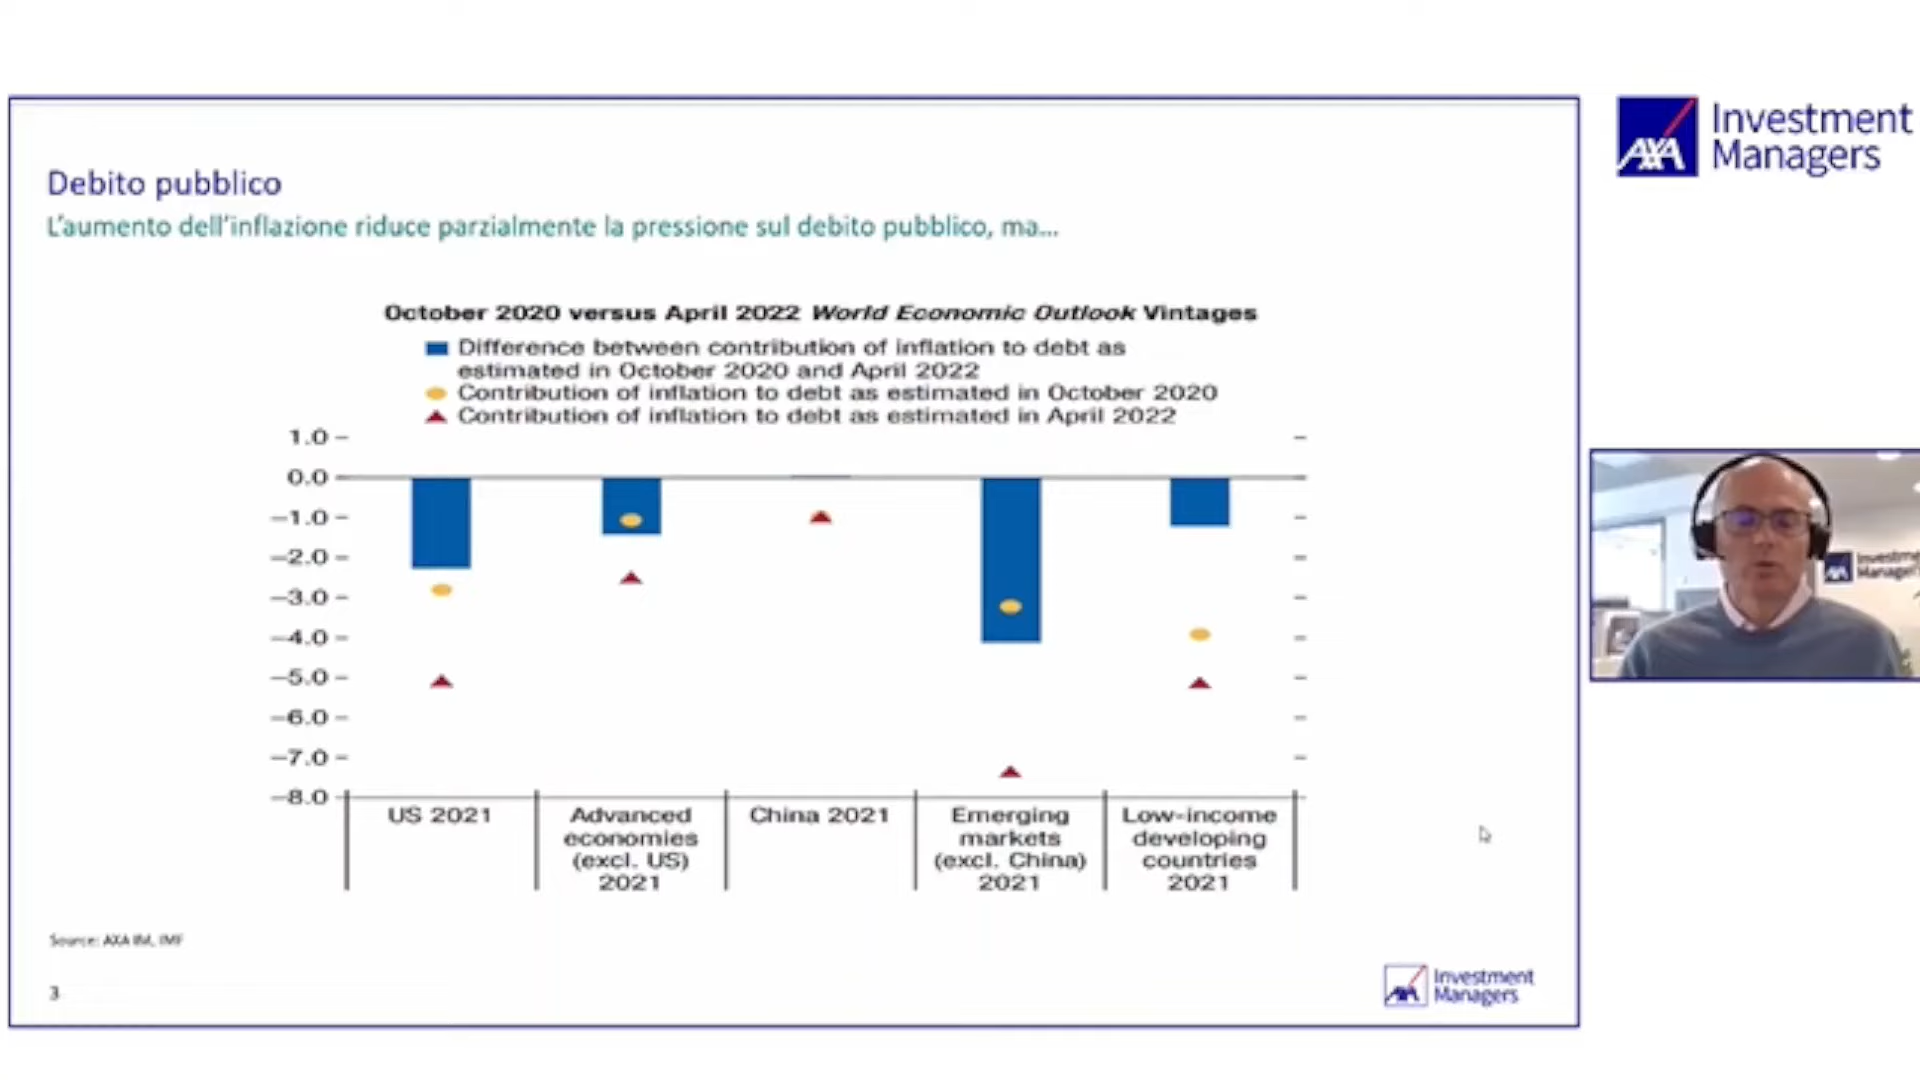 Debito pubblico
L'aumento dell'inflazione riduce parzialmente la pressione sul debito pubblico, ma...
October 2020 versus April 2022 World Economic Outlook Vintages
Difference between contribution of inflation to debt as
estimated in October 2020 and April 2022
Contribution of inflation to debt as estimated in October 2020
Contribution of inflation to debt as estimated in April 2022
1.0
0.0
−1.0
−2.0
−3.0
−4.0
−5.0
−6.0
−7.0
−8.0
US 2021
Advanced
economies
(excl. US)
2021
China 2021
Emerging
markets
(excl. China)
2021
Low-income
developing
countries
2021
Source: AXA IM, IMF
3
AXA
Investment
Managers
AXA
Investment
Managers
AXA